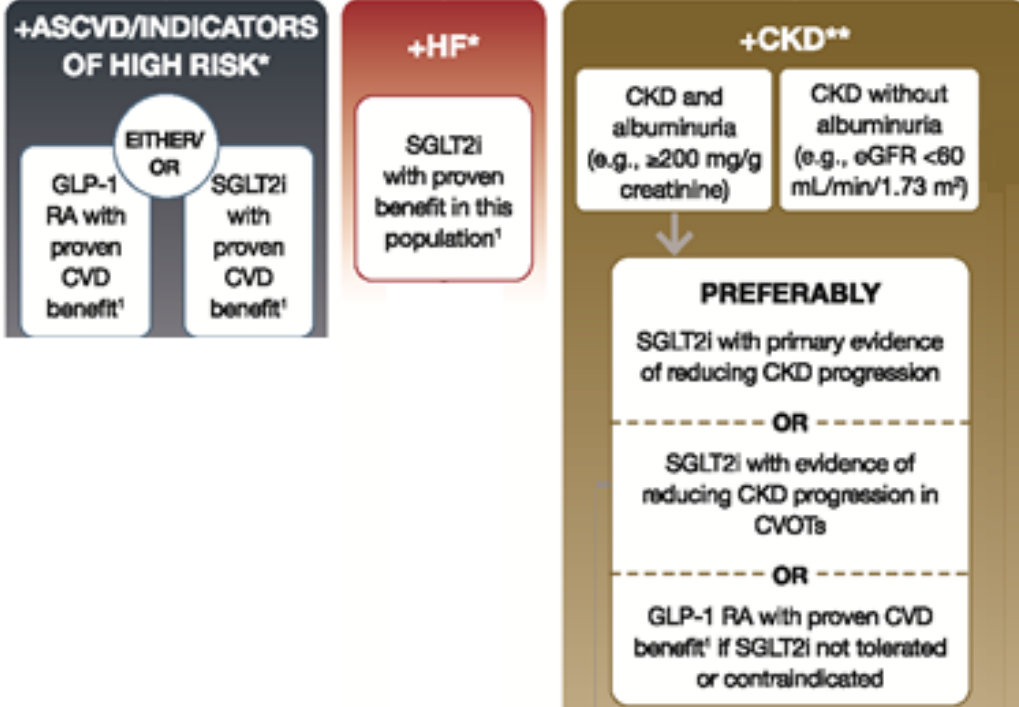 +ASCVD/INDICATORS
OF HIGH RISK*
EITHER/
OR
GLP-1
RA with
proven
CVD
benefit¹
SGLT2i
with
proven
CVD
benefit¹
+HF*
SGLT2i
with proven
benefit in this
population¹
+CKD**
CKD and
albuminuria
(e.g., ≥200 mg/g
creatinine)
CKD without
albuminuria
(e.g., eGFR <60
mL/min/1.73 m²)
PREFERABLY
SGLT2i with primary evidence
of reducing CKD progression
OR
SGLT2i with evidence of
reducing CKD progression in
CVOTs
OR
GLP-1 RA with proven CVD
benefit¹ if SGLT2i not tolerated
or contraindicated